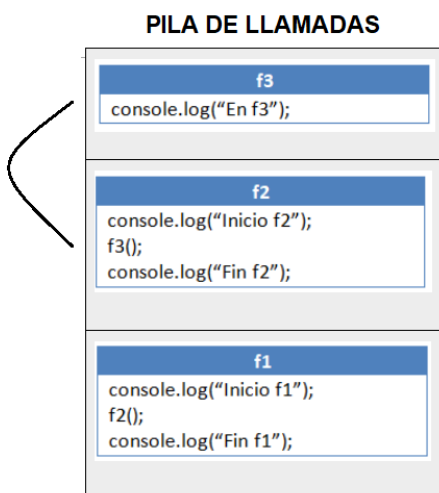 PILA DE LLAMADAS
f3
console.log(“En f3”);
f2
console.log(“Inicio f2”);
f3();
console.log(“Fin f2”);
f1
console.log(“Inicio f1”);
f2();
console.log(“Fin f1”);